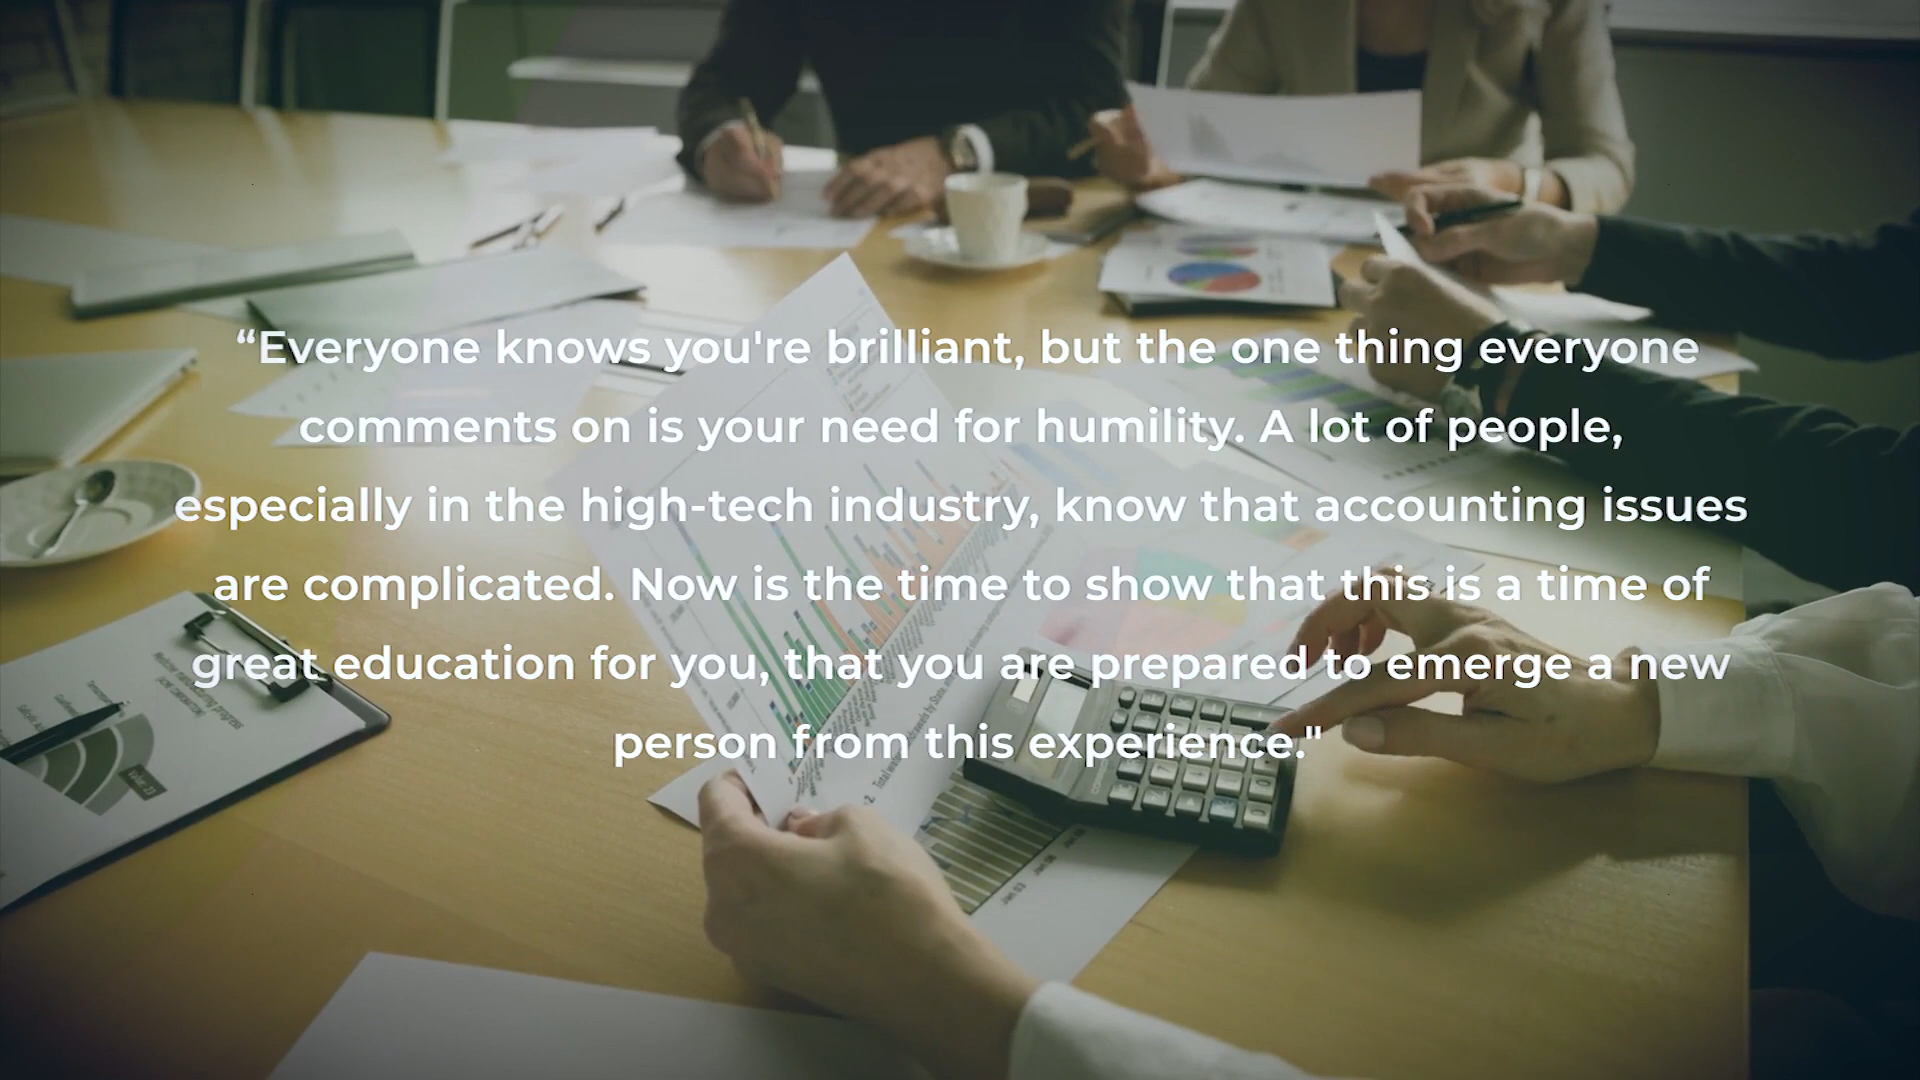 “Everyone knows you're brilliant, but the one thing everyone
comments on is your need for humility. A lot of people,
especially in the high-tech industry, know that accounting issues
are complicated. Now is the time to show that this is a time of
great education for you, that you are prepared to emerge a new
person from this experience."